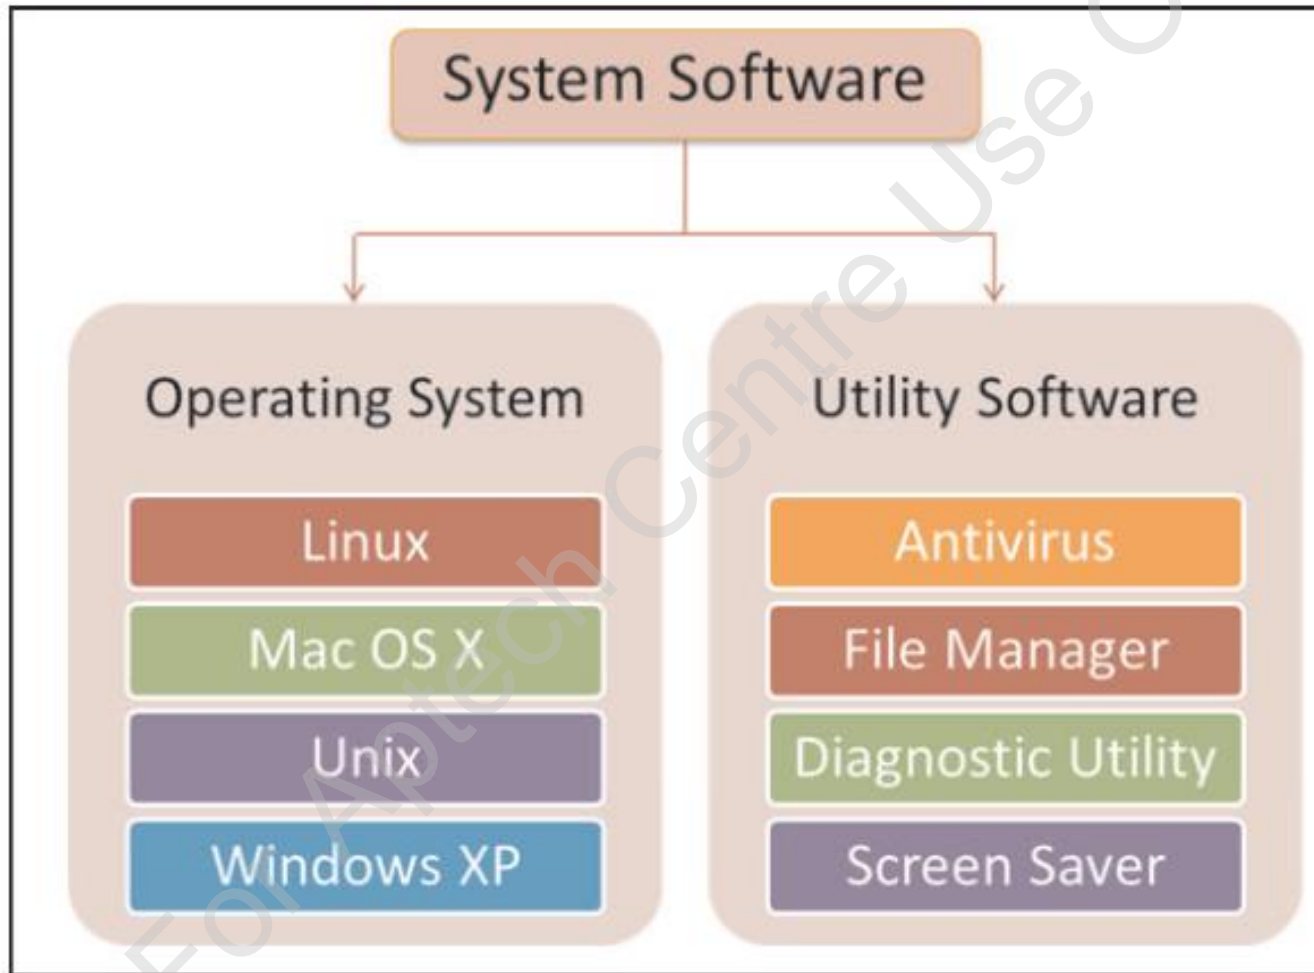 System Software
Operating System
Linux
Mac OS X
Unix
Windows XP
Utility Software
Antivirus
File Manager
Diagnostic Utility
Screen Saver
For Aptech Centre Use